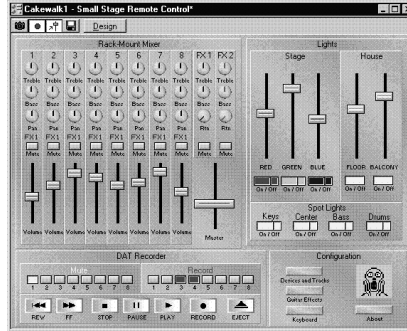 Cakewalk1 - Small Stage Remote Control*
Design
Rack-Mount Mixer
1 2 3 4 5 6 7 8 FX1 FX2
Treble Treble Treble Treble Treble Treble Treble Treble Treble Treble
Bass Bass Bass Bass Bass Bass Bass Bass Bass Bass
Pan Pan Pan Pan Pan Pan Pan Pan Rtn Rtn
FX1 FX1 FX1 FX1 FX1 FX1 FX1 FX1
Mute Mute Mute Mute Mute Mute Mute Mute Mute Mute
Volume Volume Volume Volume Volume Volume Volume Volume Master
Lights
Stage House
RED GREEN BLUE FLOOR BALCONY
On / Off On / Off On / Off On / Off On / Off
Spot Lights
Keys Center Bass Drums
On / Off On / Off On / Off On / Off
DAT Recorder
Mute Record
1 2 3 4 5 6 7 8 1 2 3 4 5 6 7 8
REW FF STOP PAUSE PLAY RECORD EJECT
Configuration
Devices and Tracks
Guitar Effects
Keyboard About